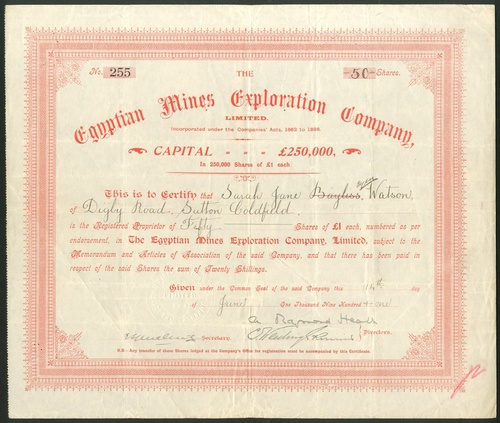 No. 255
THE
-50- Shares.
Egyptian Mines Exploration Company,
LIMITED.
Incorporated under the Companies' Acts, 1862 to 1898.
CAPITAL - - - £250,000,
In 250,000 Shares of £1 each
This is to Certify that Sarah Jane Bayliss Watson,
of Digby Road, Sutton Coldfield,
is the Registered Proprietor of Fifty Shares of £1 each, numbered as per
endorsement, in The Egyptian Mines Exploration Company, Limited, subject to the
Memorandum and Articles of Association of the said Company, and that there has been paid in
respect of the said Shares the sum of Twenty Shillings.
Given under the Common Seal of the said Company this 14th day
of June One Thousand Nine Hundred & one
Raymond Heath
Secretary.
Directors.
N.B - Any transfer of these Shares lodged at the Company's Office for registration must be accompanied by this Certificate.